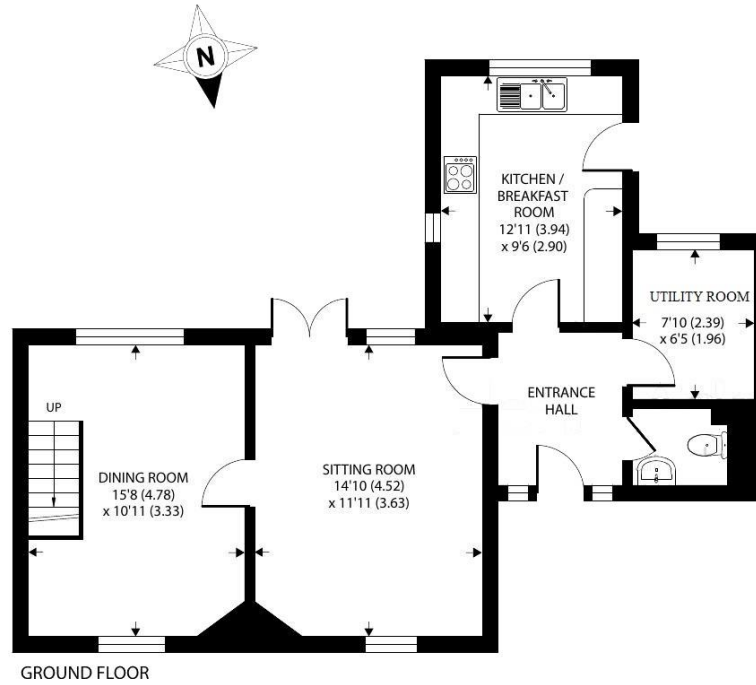 N
KITCHEN /
BREAKFAST
ROOM
12'11 (3.94)
x 9'6 (2.90)
UTILITY ROOM
7'10 (2.39)
x 6'5 (1.96)
ENTRANCE
HALL
UP
DINING ROOM
15'8 (4.78)
x 10'11 (3.33)
SITTING ROOM
14'10 (4.52)
x 11'11 (3.63)
GROUND FLOOR